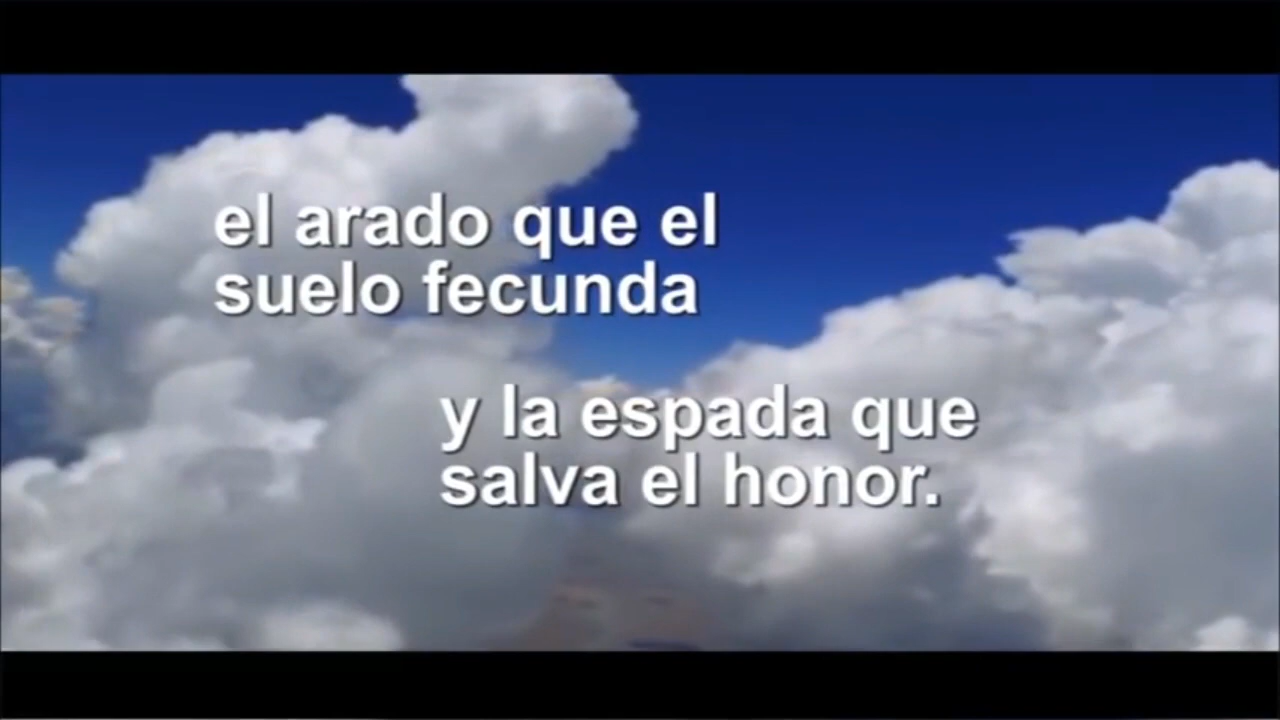 el arado que el
suelo fecunda
y la espada que
salva el honor.